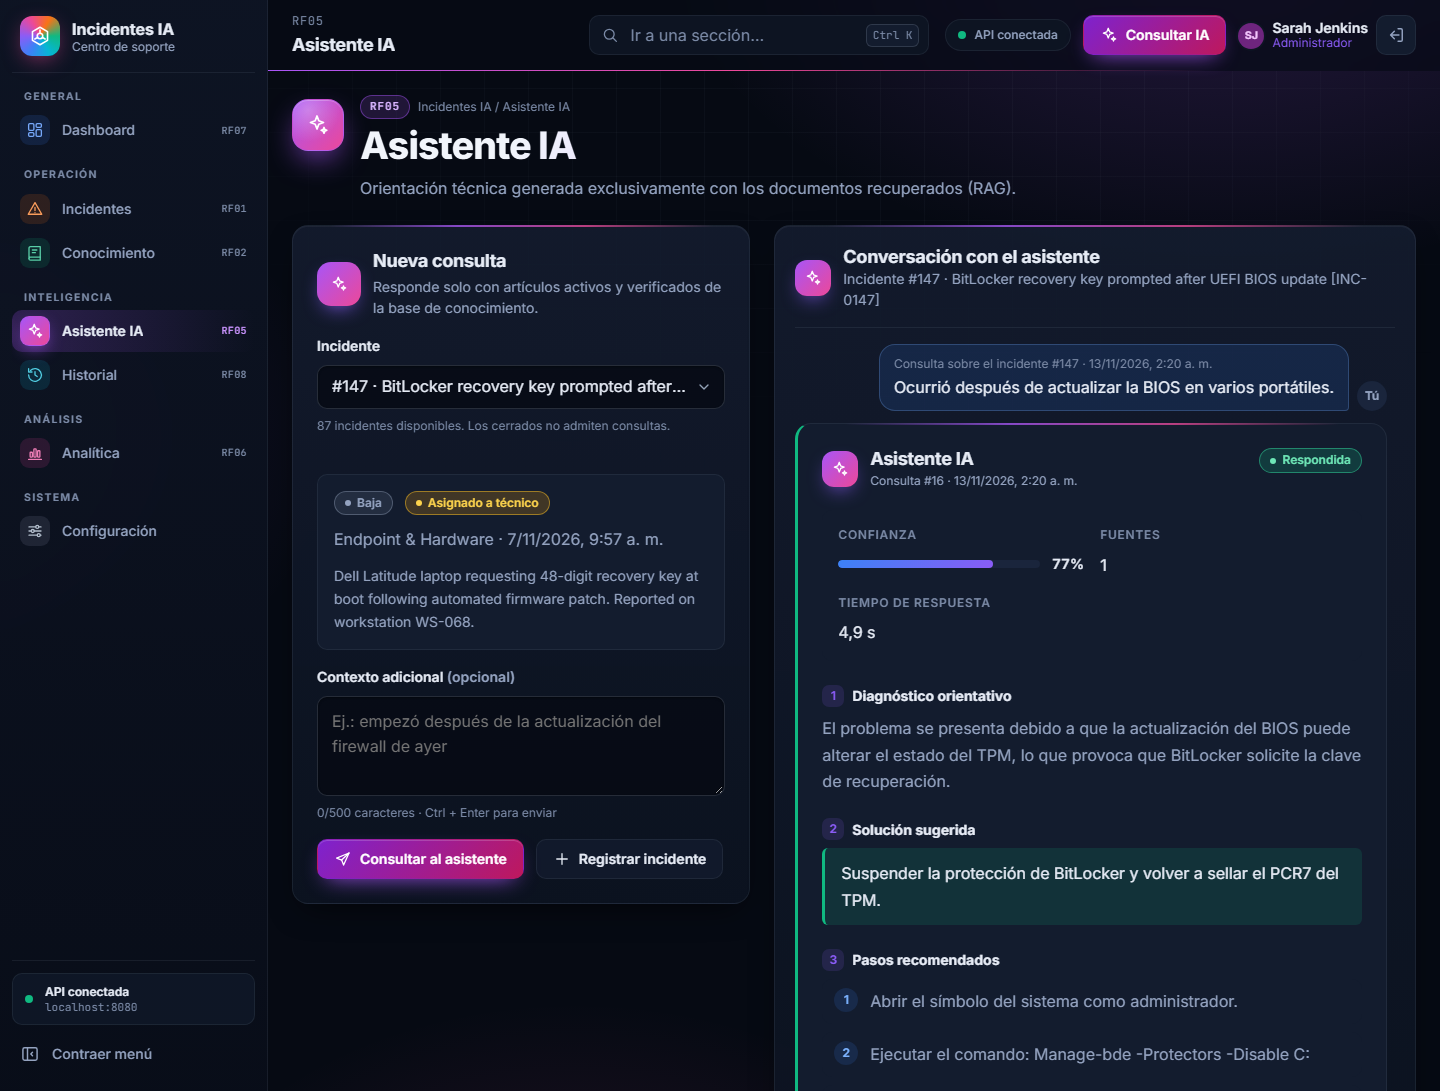 Incidentes IA
Centro de soporte
GENERAL
Dashboard RF07
OPERACIÓN
Incidentes RF01
Conocimiento RF02
INTELIGENCIA
Asistente IA RF05
Historial RF08
ANÁLISIS
Analítica RF06
SISTEMA
Configuración
API conectada
localhost:8080
Contraer menú
RF05
Asistente IA
Ir a una sección...
Ctrl K
API conectada
Consultar IA
SJ
Sarah Jenkins
Administrador
RF05 Incidentes IA / Asistente IA
Asistente IA
Orientación técnica generada exclusivamente con los documentos recuperados (RAG).
Nueva consulta
Responde solo con artículos activos y verificados de
la base de conocimiento.
Incidente
#147 · BitLocker recovery key prompted after...
87 incidentes disponibles. Los cerrados no admiten consultas.
Baja
Asignado a técnico
Endpoint & Hardware · 7/11/2026, 9:57 a. m.
Dell Latitude laptop requesting 48-digit recovery key at
boot following automated firmware patch. Reported on
workstation WS-068.
Contexto adicional (opcional)
Ej.: empezó después de la actualización del
firewall de ayer
0/500 caracteres · Ctrl + Enter para enviar
Consultar al asistente
Registrar incidente
Conversación con el asistente
Incidente #147 · BitLocker recovery key prompted after UEFI BIOS update [INC-
0147]
Consulta sobre el incidente #147 · 13/11/2026, 2:20 a. m.
Ocurrió después de actualizar la BIOS en varios portátiles.
Tú
Asistente IA
Consulta #16 · 13/11/2026, 2:20 a. m.
Respondida
CONFIANZA
77%
FUENTES
1
TIEMPO DE RESPUESTA
4,9 s
1 Diagnóstico orientativo
El problema se presenta debido a que la actualización del BIOS puede
alterar el estado del TPM, lo que provoca que BitLocker solicite la clave
de recuperación.
2 Solución sugerida
Suspender la protección de BitLocker y volver a sellar el PCR7 del
TPM.
3 Pasos recomendados
1 Abrir el símbolo del sistema como administrador.
2 Ejecutar el comando: Manage-bde -Protectors -Disable C: